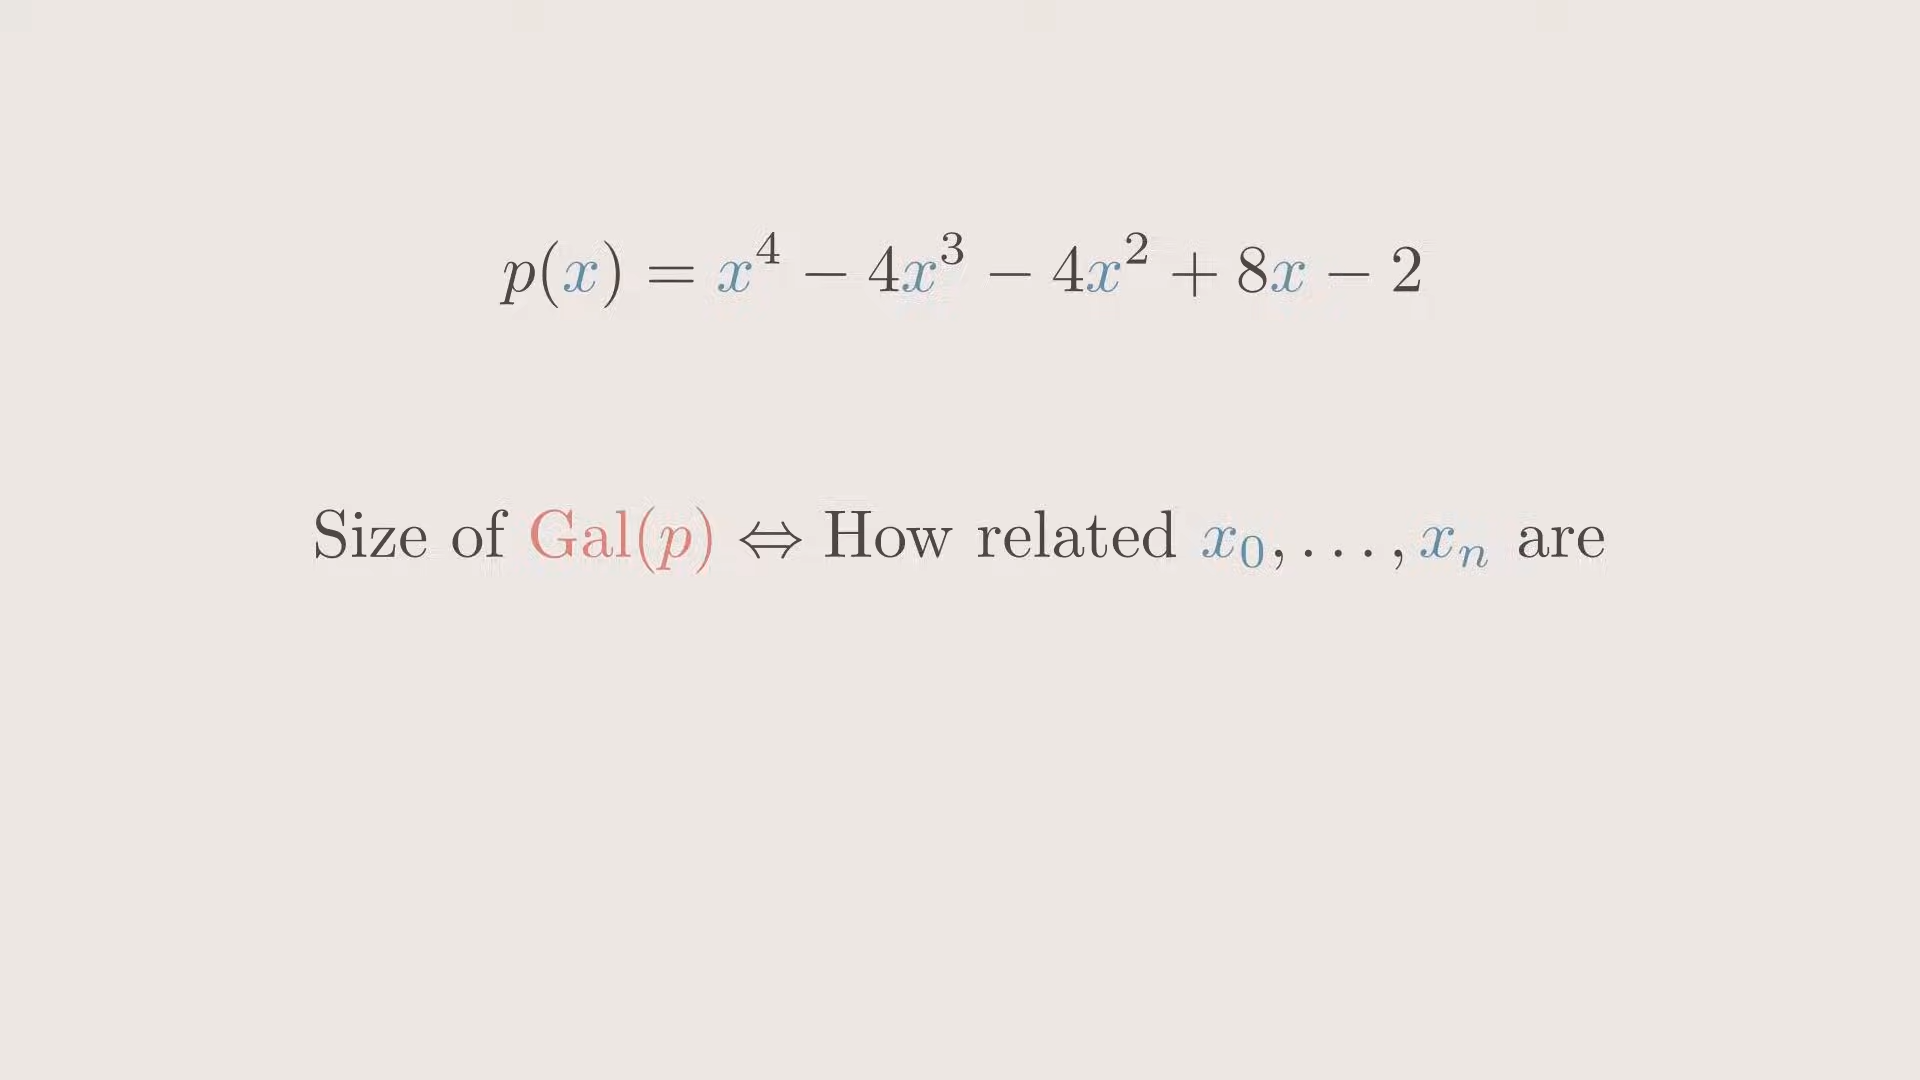 p(x) = x⁴ − 4x³ − 4x² + 8x − 2
Size of Gal(p) ⇔ How related x₀, . . . , xₙ are